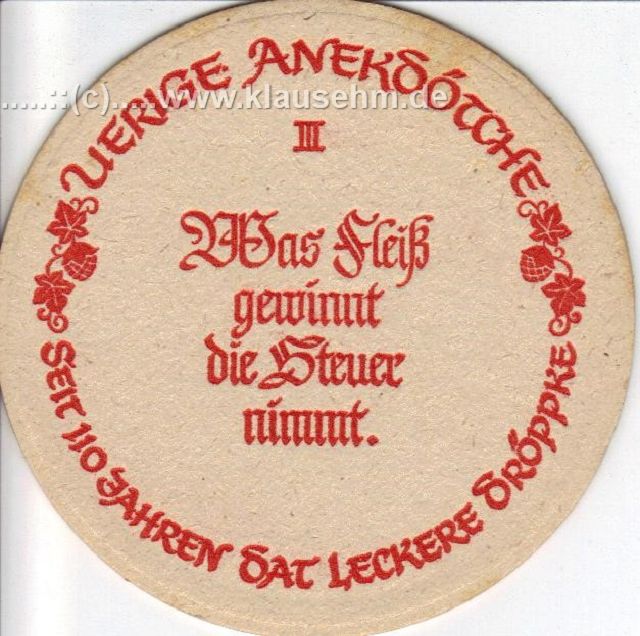 UERIGE ANEKDÖTCHE
......::(c).....www.klausehm.de
III
Was Fleiß
gewinnt
die Steuer
nimmt.
SEIT 110 JAHREN DAT LECKERE DRÖPPKE